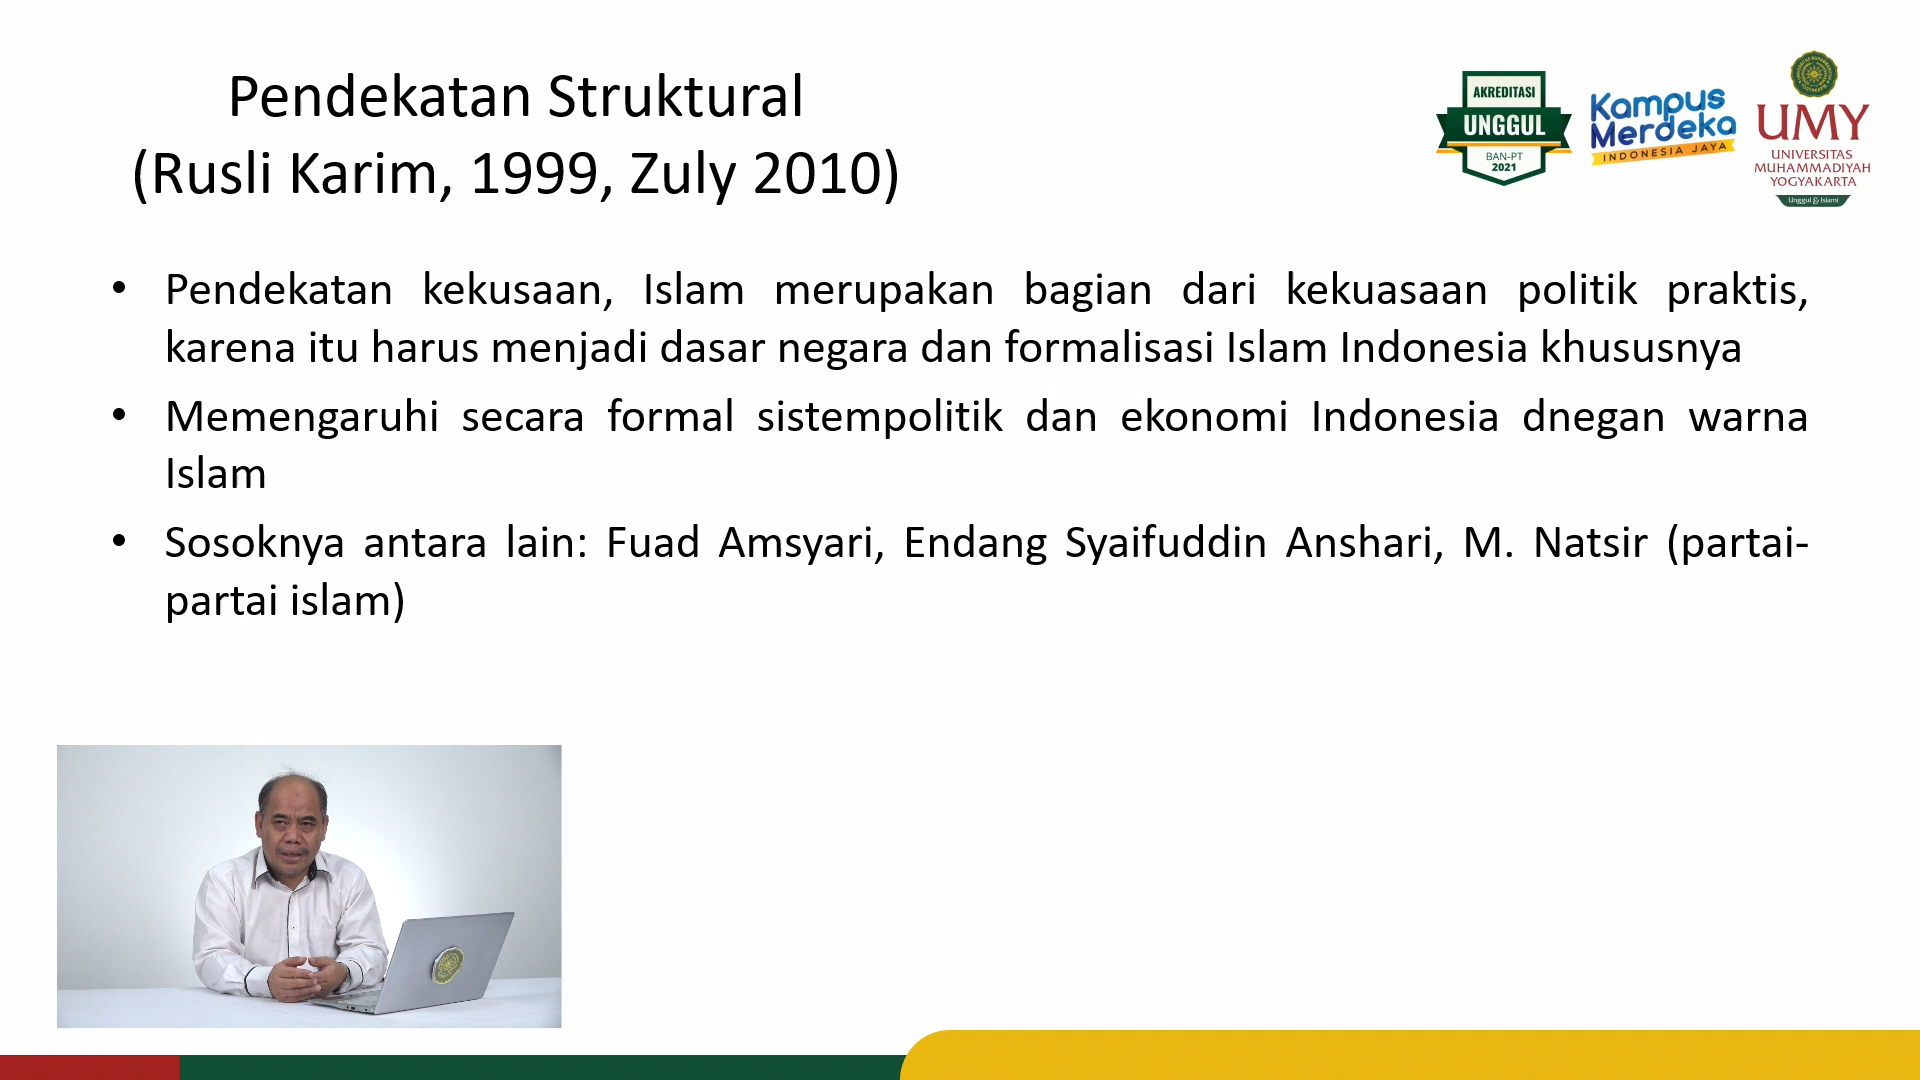 Pendekatan Struktural
(Rusli Karim, 1999, Zuly 2010)
AKREDITASI
UNGGUL
BAN-PT
2021
Kampus
Merdeka
INDONESIA JAYA
UMY
UNIVERSITAS
MUHAMMADIYAH
YOGYAKARTA
Unggul & Islami
• Pendekatan kekusaan, Islam merupakan bagian dari kekuasaan politik praktis,
karena itu harus menjadi dasar negara dan formalisasi Islam Indonesia khususnya
• Memengaruhi secara formal sistempolitik dan ekonomi Indonesia dnegan warna
Islam
• Sosoknya antara lain: Fuad Amsyari, Endang Syaifuddin Anshari, M. Natsir (partai-
partai islam)